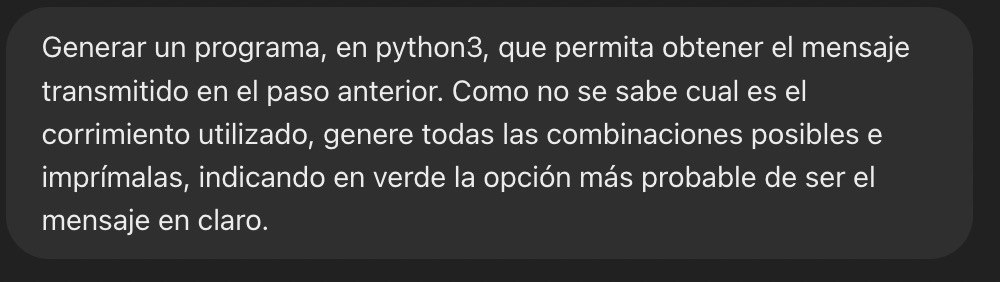 Generar un programa, en python3, que permita obtener el mensaje
transmitido en el paso anterior. Como no se sabe cual es el
corrimiento utilizado, genere todas las combinaciones posibles e
imprímalas, indicando en verde la opción más probable de ser el
mensaje en claro.